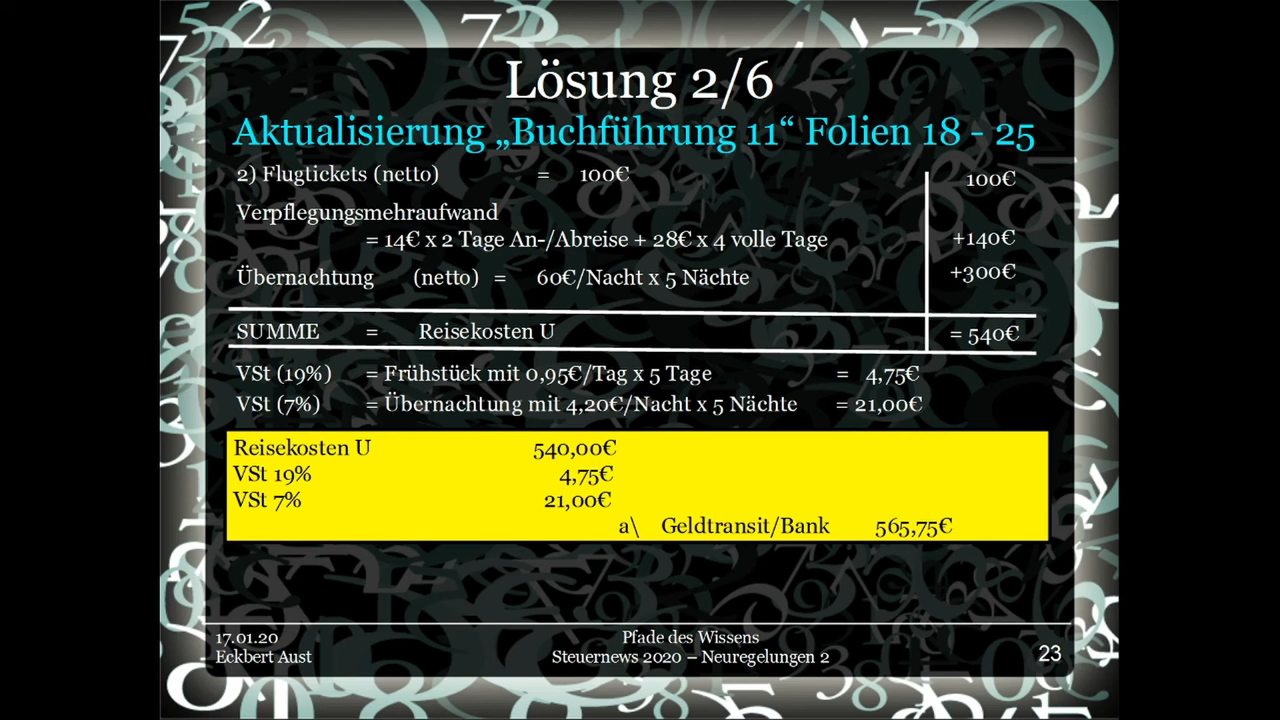 Lösung 2/6
Aktualisierung „Buchführung 11“ Folien 18 - 25
2) Flugtickets (netto) = 100€ 100€
Verpflegungsmehraufwand
= 14€ x 2 Tage An-/Abreise + 28€ x 4 volle Tage +140€
Übernachtung (netto) = 60€/Nacht x 5 Nächte +300€
SUMME = Reisekosten U = 540€
VSt (19%) = Frühstück mit 0,95€/Tag x 5 Tage = 4,75€
VSt (7%) = Übernachtung mit 4,20€/Nacht x 5 Nächte = 21,00€
Reisekosten U 540,00€
VSt 19% 4,75€
VSt 7% 21,00€
a\ Geldtransit/Bank 565,75€
17.01.20 Pfade des Wissens
Eckbert Aust Steuernews 2020 – Neuregelungen 2 23